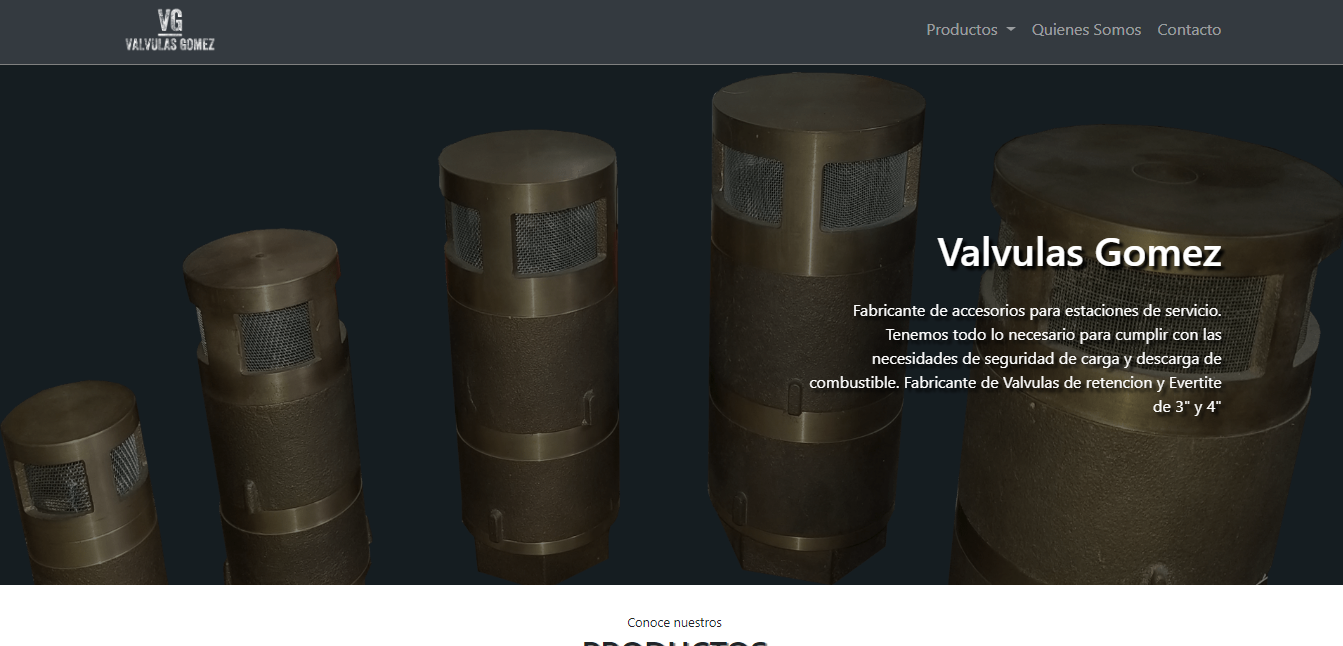 VG
VALVULAS GOMEZ
Productos
Quienes Somos
Contacto
Valvulas Gomez
Fabricante de accesorios para estaciones de servicio.
Tenemos todo lo necesario para cumplir con las
necesidades de seguridad de carga y descarga de
combustible. Fabricante de Valvulas de retencion y Evertite
de 3" y 4"
Conoce nuestros
PRODUCTOS